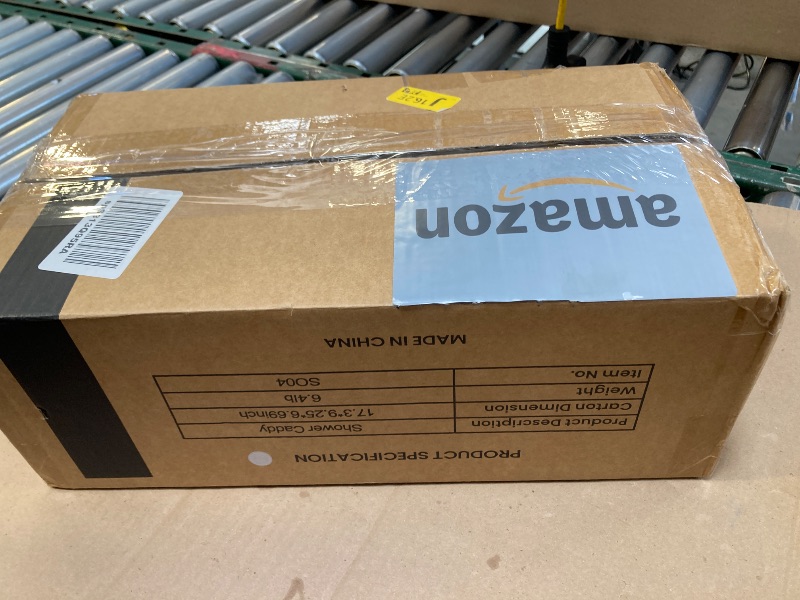 PRODUCT SPECIFICATION
Product Description Shower Caddy
Carton Dimension 17.3*9.25*6.69inch
Weight 6.4lb
Item No. SO04
MADE IN CHINA
amazon